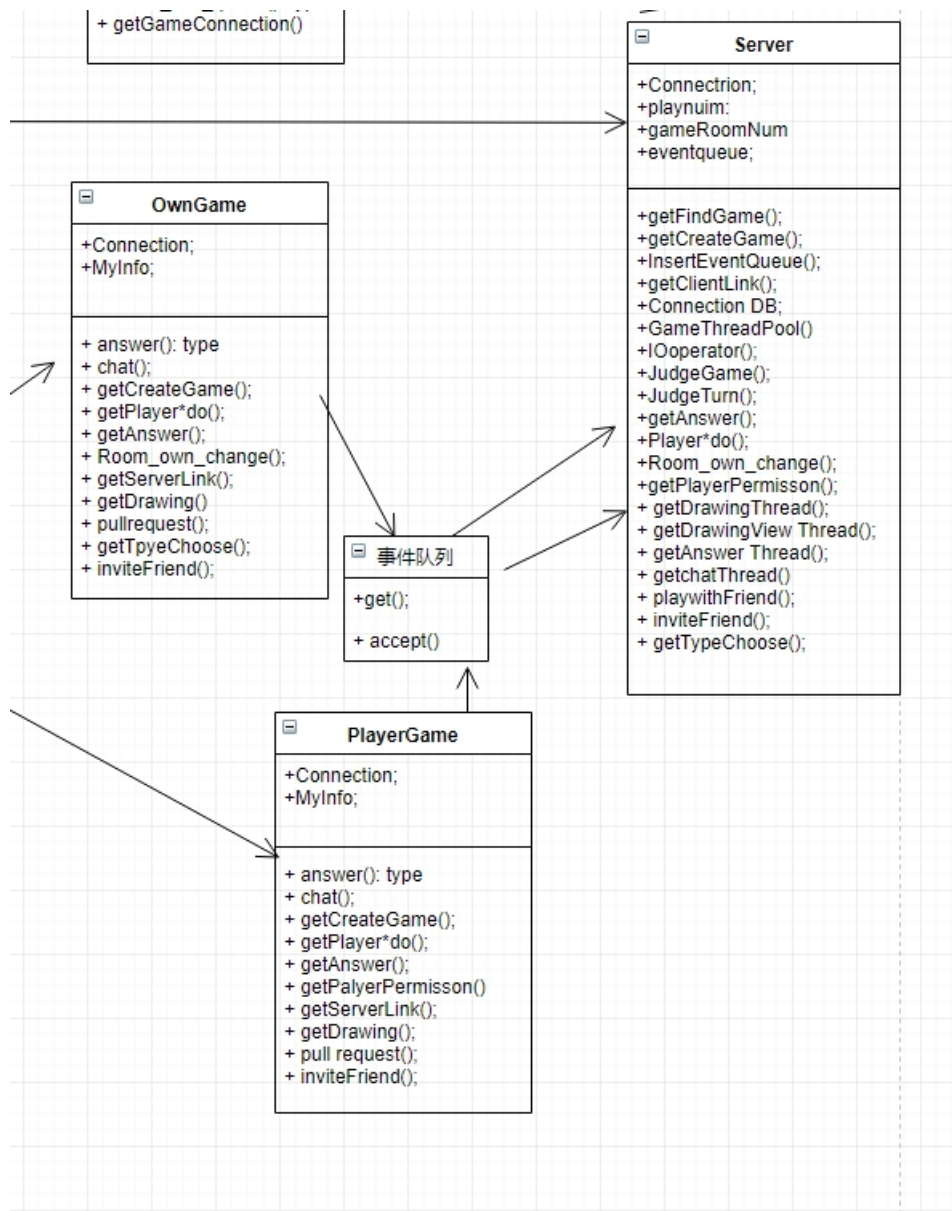 + getGameConnection()
Server
+Connectrion;
+playnuim:
+gameRoomNum
+eventqueue;
+getFindGame();
+getCreateGame();
+InsertEventQueue();
+getClientLink();
+Connection DB;
+GameThreadPool()
+IOoperator();
+JudgeGame();
+JudgeTurn();
+getAnswer();
+Player*do();
+Room_own_change();
+getPlayerPermisson();
+ getDrawingThread();
+ getDrawingView Thread();
+ getAnswer Thread();
+ getchatThread()
+ playwithFriend();
+ inviteFriend();
+ getTypeChoose();
OwnGame
+Connection;
+MyInfo;
+ answer(): type
+ chat();
+ getCreateGame();
+ getPlayer*do();
+ getAnswer();
+ Room_own_change();
+ getServerLink();
+ getDrawing()
+ pullrequest();
+ getTpyeChoose();
+ inviteFriend();
事件队列
+get();
+ accept()
PlayerGame
+Connection;
+MyInfo;
+ answer(): type
+ chat();
+ getCreateGame();
+ getPlayer*do();
+ getAnswer();
+ getPalyerPermisson()
+ getServerLink();
+ getDrawing();
+ pull request();
+ inviteFriend();